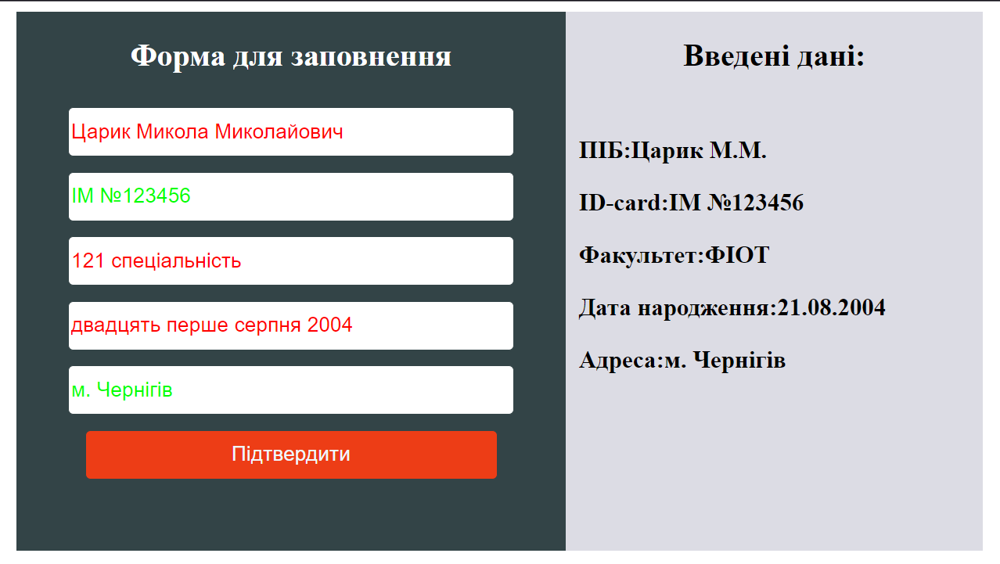 Форма для заповнення
Царик Микола Миколайович
ІМ №123456
121 спеціальність
двадцять перше серпня 2004
м. Чернігів
Підтвердити
Введені дані:
ПІБ:Царик М.М.
ID-card:ІМ №123456
Факультет:ФІОТ
Дата народження:21.08.2004
Адреса:м. Чернігів